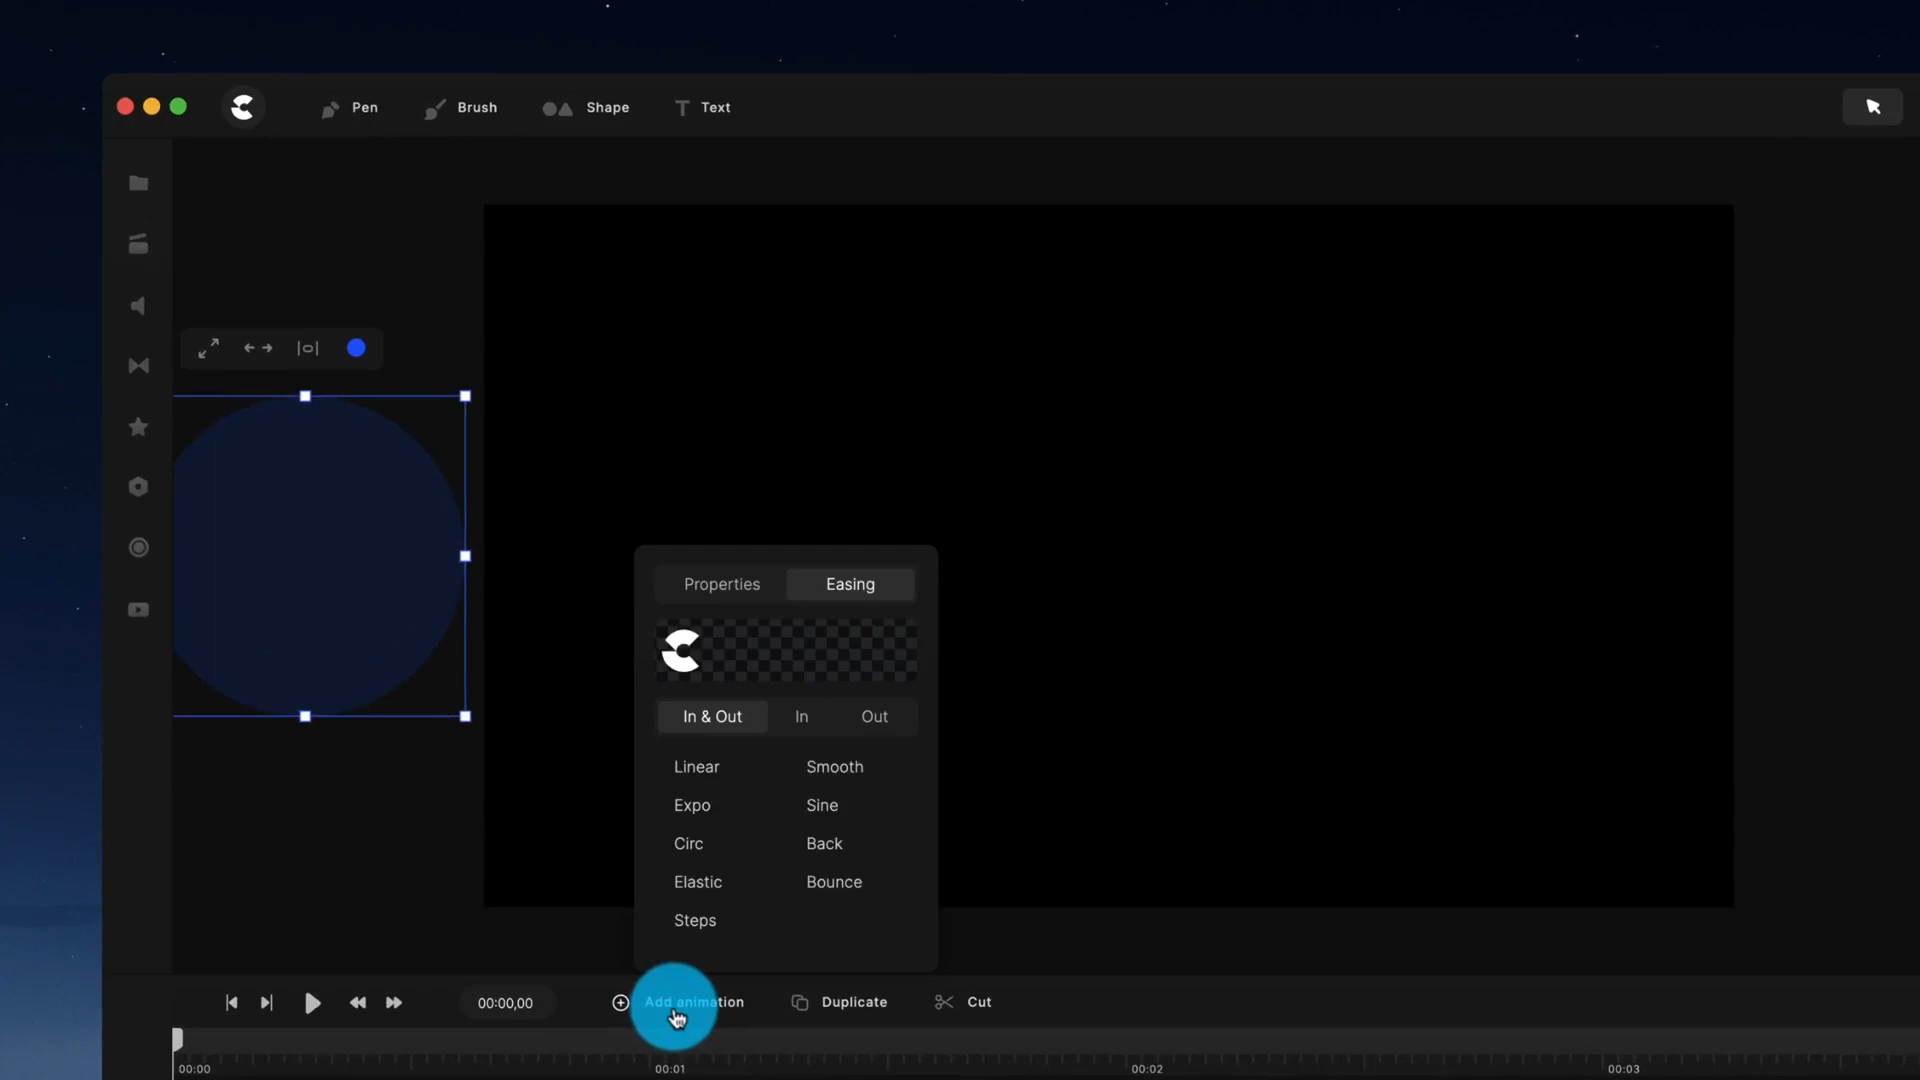 Pen Brush Shape Text
Properties Easing
In & Out In Out
Linear Smooth
Expo Sine
Circ Back
Elastic Bounce
Steps
00:00,00 Add animation Duplicate Cut
00:00 00:01 00:02 00:03